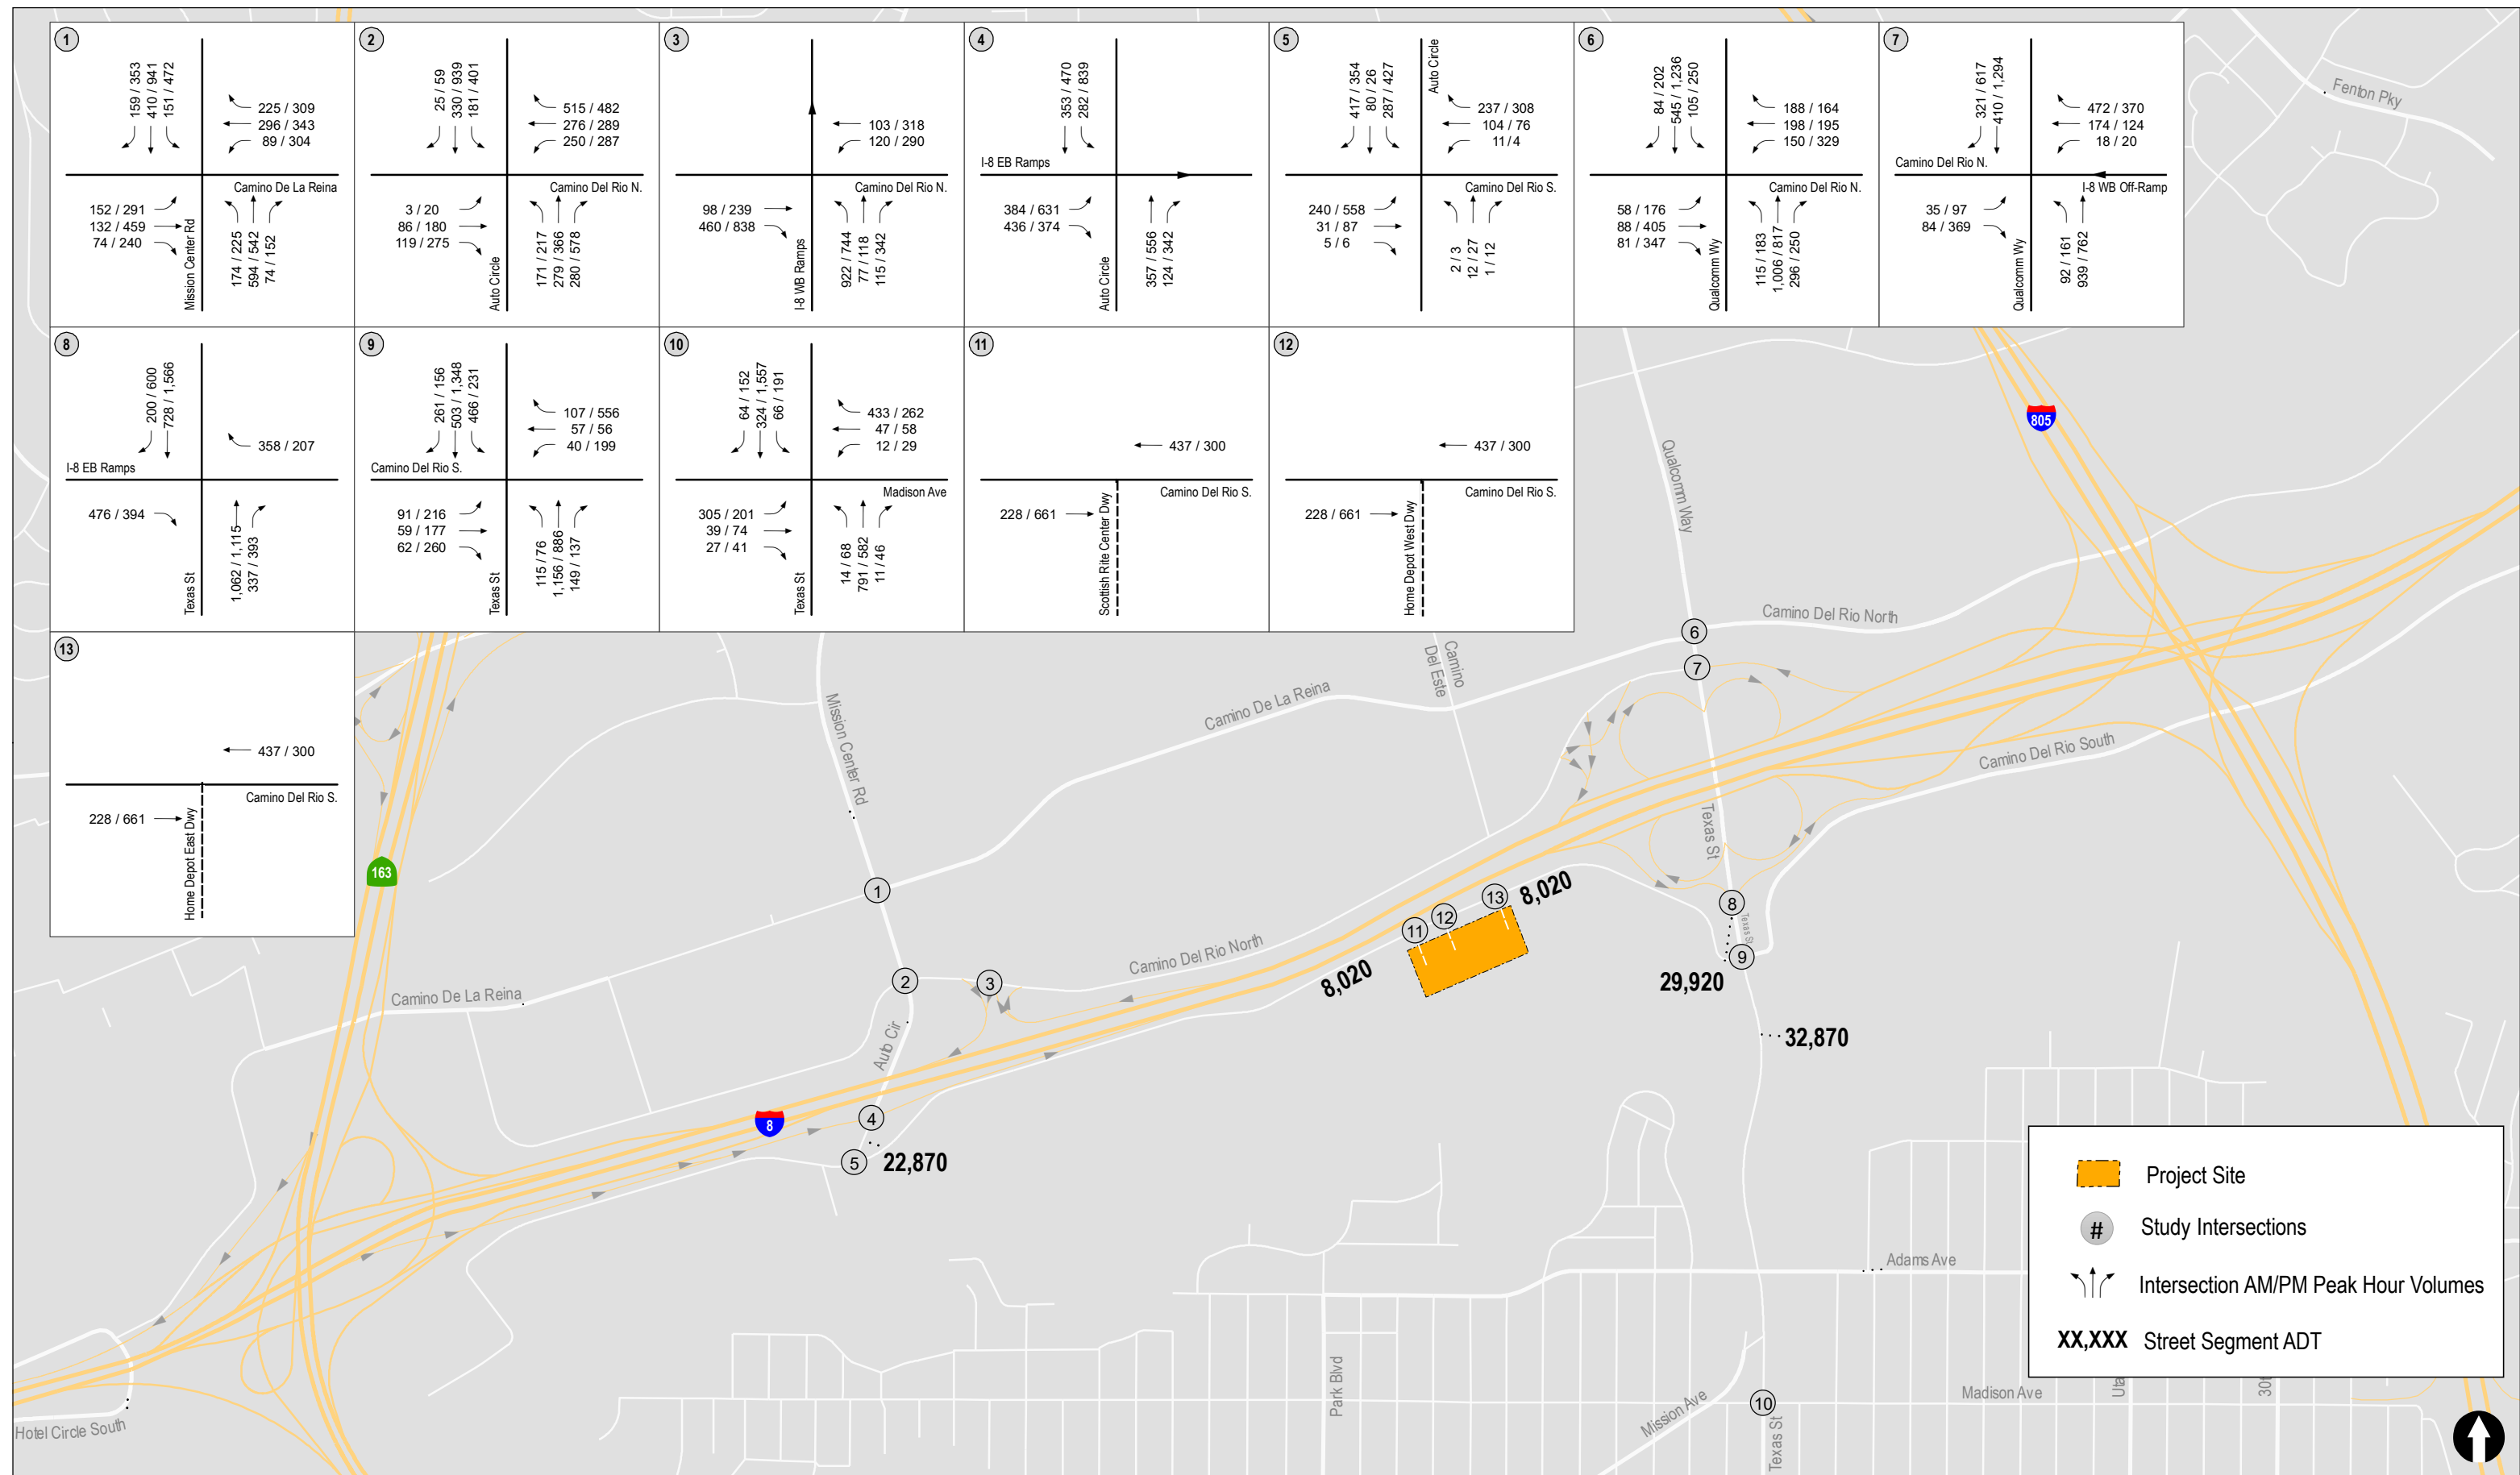 1
159 / 353
410 / 941
151 / 472
225 / 309
296 / 343
89 / 304
Camino De La Reina
152 / 291
132 / 459
74 / 240
Mission Center Rd
174 / 225
594 / 542
74 / 152
2
25 / 59
330 / 939
181 / 401
515 / 482
276 / 289
250 / 287
Camino Del Rio N.
3 / 20
86 / 180
119 / 275
Auto Circle
171 / 217
279 / 366
280 / 578
3
103 / 318
120 / 290
Camino Del Rio N.
98 / 239
460 / 838
I-8 WB Ramps
922 / 744
77 / 118
115 / 342
4
353 / 470
282 / 839
I-8 EB Ramps
384 / 631
436 / 374
Auto Circle
357 / 556
124 / 342
5
417 / 354
80 / 26
287 / 427
Auto Circle
237 / 308
104 / 76
11/4
Camino Del Rio S.
240 / 558
31 / 87
5 / 6
2 / 3
12 / 27
1 / 12
6
84 / 202
545 / 1,236
105 / 250
188 / 164
198 / 195
150 / 329
Camino Del Rio N.
58 / 176
88 / 405
81 / 347
Qualcomm Wy
115 / 183
1,006 / 817
296 / 250
7
321 / 617
410 / 1,294
472 / 370
174 / 124
18 / 20
Camino Del Rio N.
I-8 WB Off-Ramp
35 / 97
84 / 369
Qualcomm Wy
92 / 161
939 / 762
8
200 / 600
728 / 1,566
358 / 207
I-8 EB Ramps
476 / 394
Texas St
1,062 / 1,115
337 / 393
9
261 / 156
503 / 1,348
466 / 231
107 / 556
57 / 56
40 / 199
Camino Del Rio S.
91 / 216
59 / 177
62 / 260
Texas St
115 / 76
1,156 / 886
149 / 137
10
64 / 152
324 / 1,557
66 / 191
433 / 262
47 / 58
12 / 29
Madison Ave
305 / 201
39 / 74
27 / 41
Texas St
14 / 68
791 / 582
11 / 46
11
437 / 300
Camino Del Rio S.
228 / 661
Scottish Rite Center Dwy
12
437 / 300
Camino Del Rio S.
228 / 661
Home Depot West Dwy
13
437 / 300
Camino Del Rio S.
228 / 661
Home Depot East Dwy
Fenton Pky
805
Qualcomm Way
Camino Del Rio North
6
7
Camino
Del Este
Camino De La Reina
Mission Center Rd
Camino Del Rio South
Texas St
163
1
8,020
13
12
11
8
Texas St
9
Camino Del Rio North
2
3
8,020
29,920
Camino De La Reina
Auto Cir
32,870
4
8
5
22,870
Adams Ave
Park Blvd
Mission Ave
10
Texas St
Madison Ave
Uta
30t
Hotel Circle South
Project Site
# Study Intersections
Intersection AM/PM Peak Hour Volumes
XX,XXX Street Segment ADT